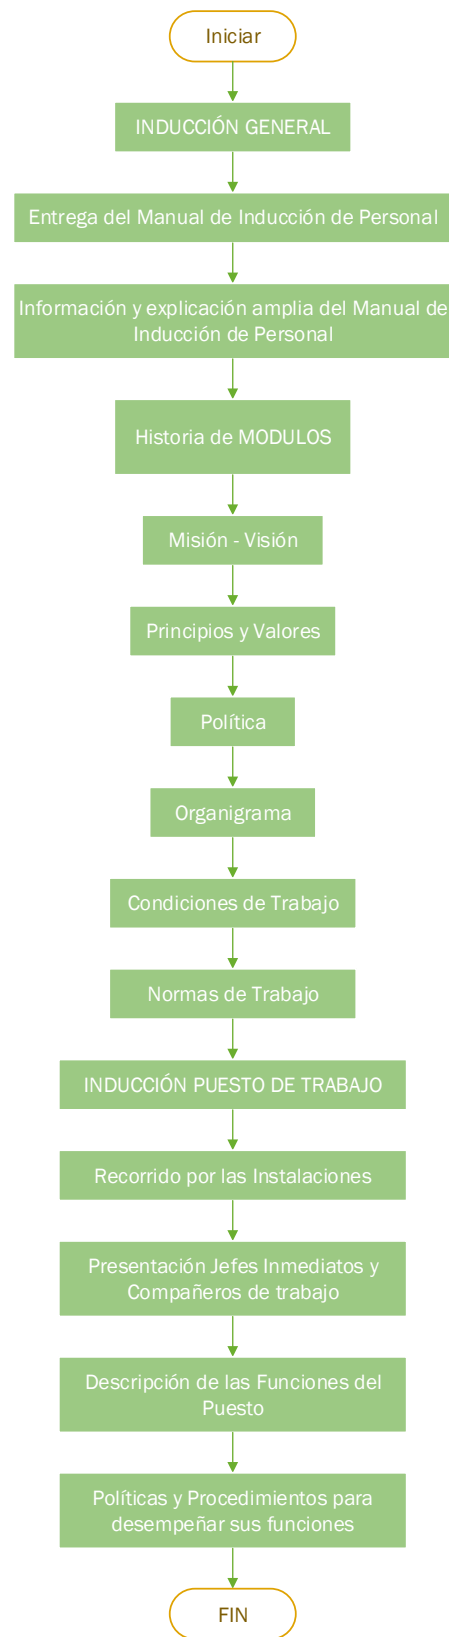 Iniciar
INDUCCIÓN GENERAL
Entrega del Manual de Inducción de Personal
Información y explicación amplia del Manual de
Inducción de Personal
Historia de MODULOS
Misión - Visión
Principios y Valores
Política
Organigrama
Condiciones de Trabajo
Normas de Trabajo
INDUCCIÓN PUESTO DE TRABAJO
Recorrido por las Instalaciones
Presentación Jefes Inmediatos y
Compañeros de trabajo
Descripción de las Funciones del
Puesto
Políticas y Procedimientos para
desempeñar sus funciones
FIN